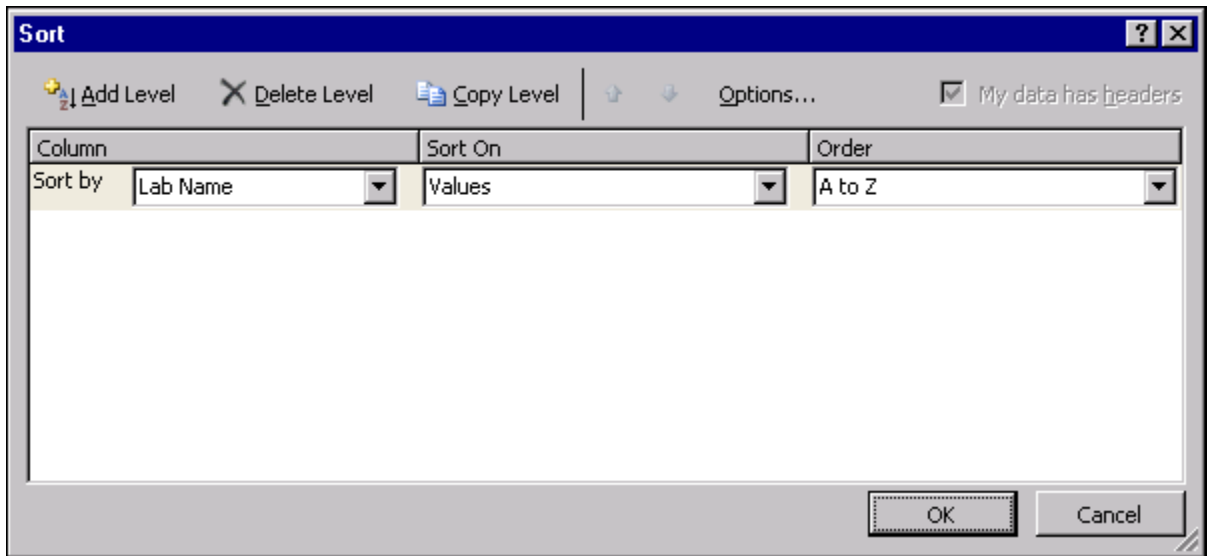 Sort
Add Level Delete Level Copy Level Options... My data has headers
Column Sort On Order
Sort by Lab Name Values A to Z
OK Cancel